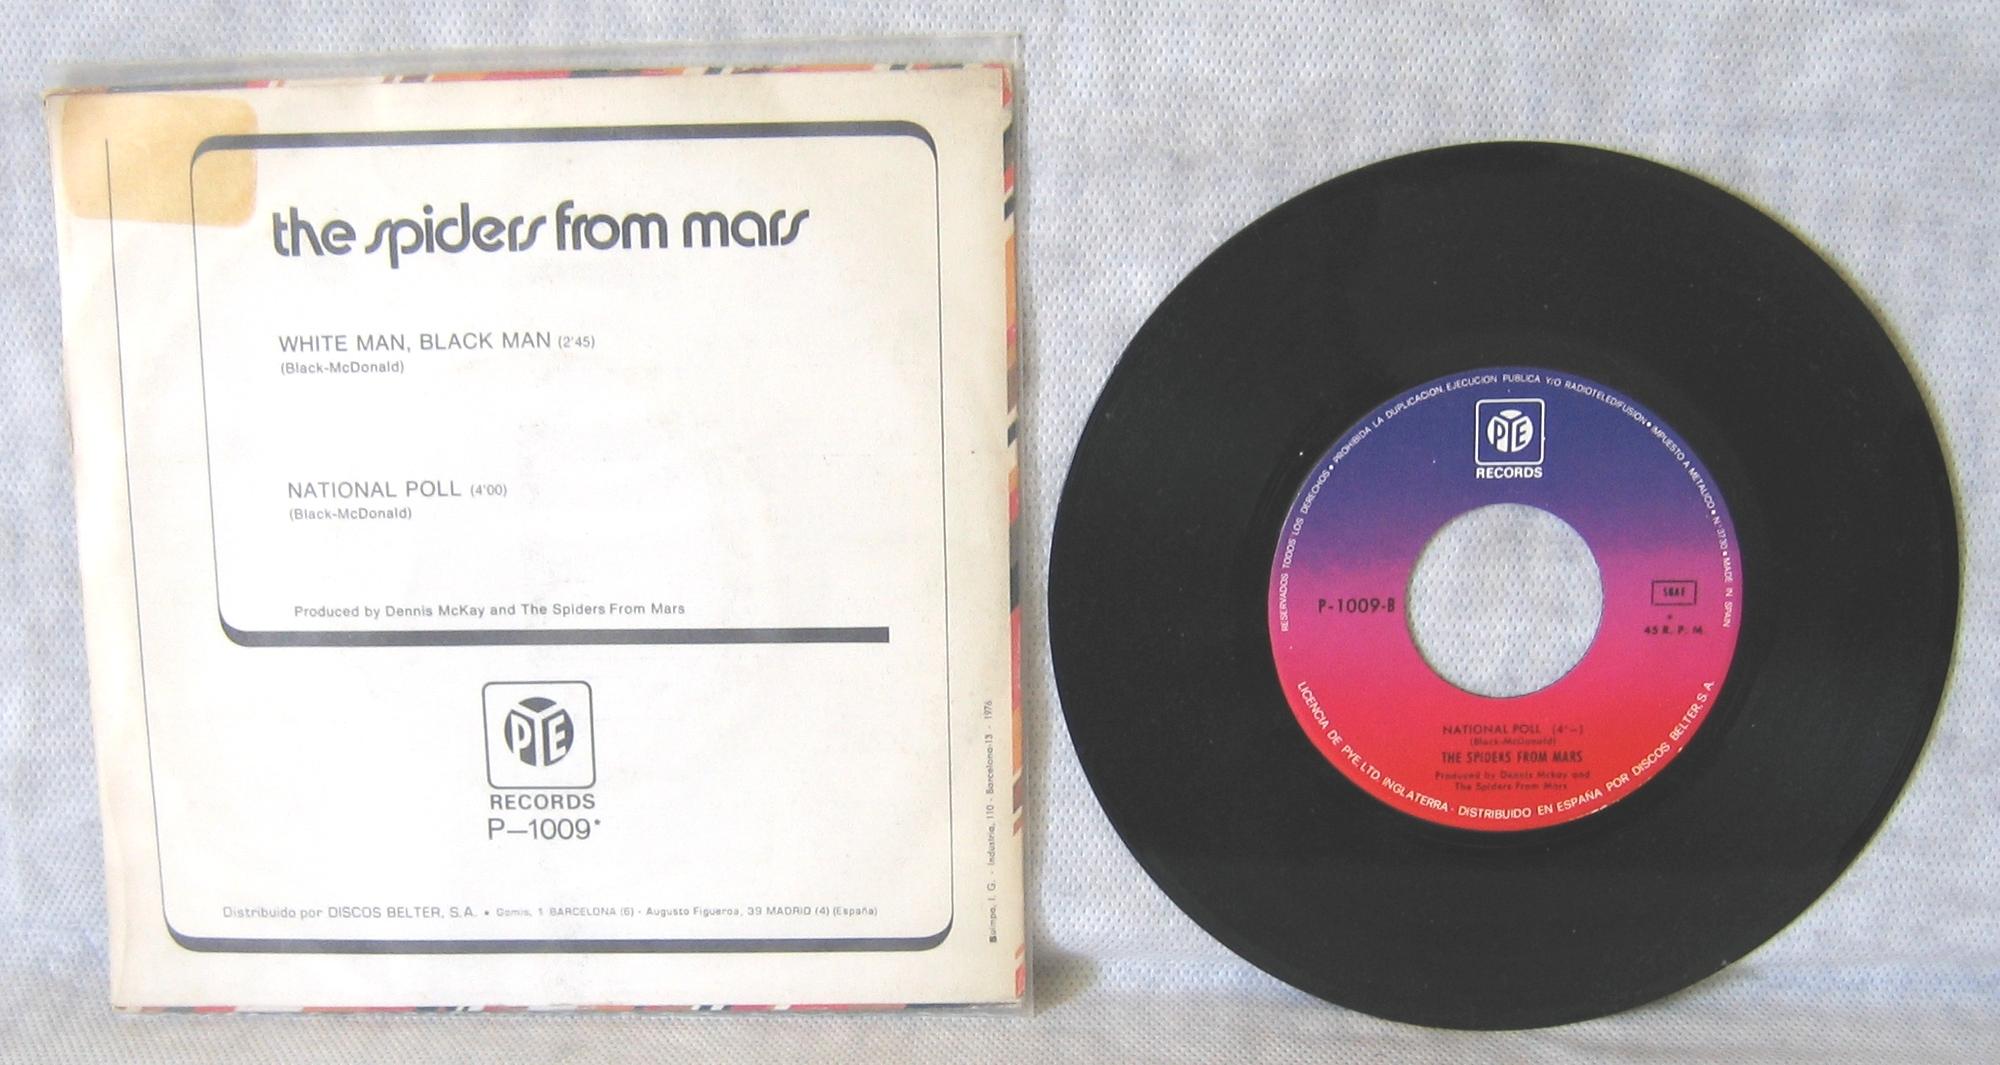 the spiders from mars
WHITE MAN, BLACK MAN (2'45)
(Black-McDonald)
NATIONAL POLL (4'00)
(Black-McDonald)
Produced by Dennis McKay and The Spiders From Mars
PYE
RECORDS
P—1009*
Distribuido por DISCOS BELTER, S.A. • Gomis, 1 BARCELONA (6) - Augusto Figueroa, 39 MADRID (4) (España)
I. G. - Industria, 110 - Barcelona-13 - 1976
RESERVADOS TODOS LOS DERECHOS • PROHIBIDA LA DUPLICACION, EJECUCION PUBLICA Y/O RADIOTELEDIFUSION • IMPUESTO A METALICO • N.º 3730 • MADE IN SPAIN
PYE
RECORDS
P-1009-B
SGAE
*
45 R. P. M.
NATIONAL POLL (4'—)
(Black-McDonald)
THE SPIDERS FROM MARS
Produced by Dennis Mckay and
The Spiders From Mars
LICENCIA DE PYE, LTD. INGLATERRA - DISTRIBUIDO EN ESPAÑA POR DISCOS BELTER, S. A.